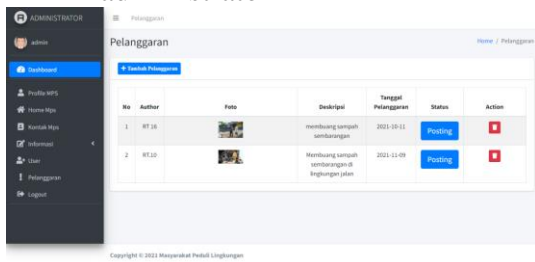 ADMINISTRATOR
Pelanggaran
admin
Pelanggaran
Home / Pelanggaran
Dashboard
+ Tambah Pelanggaran
Profile MPS
Home Mps
Kontak Mps
Informasi
User
Pelanggaran
Logout
No Author Foto Deskripsi Tanggal Pelanggaran Status Action
1 RT 16 membuang sampah sembarangan 2021-10-11 Posting
2 RT.10 Membuang sampah sembarangan di lingkungan jalan 2021-11-09 Posting
Copyright © 2021 Masyarakat Peduli Lingkungan